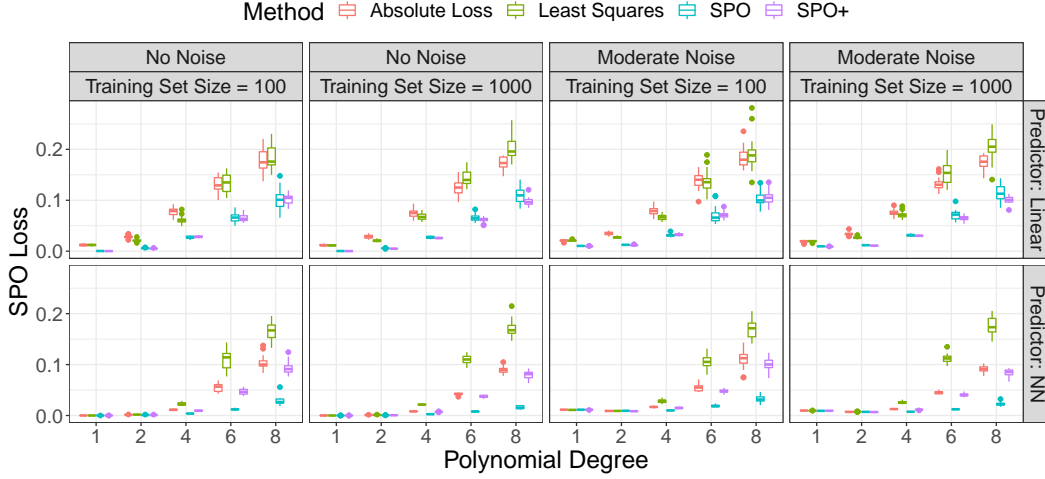 Method Absolute Loss Least Squares SPO SPO+
No Noise No Noise Moderate Noise Moderate Noise
Training Set Size = 100 Training Set Size = 1000 Training Set Size = 100 Training Set Size = 1000
0.2
0.1
0.0
Predictor: Linear
SPO Loss
0.2
0.1
0.0
Predictor: NN
1 2 4 6 8 1 2 4 6 8 1 2 4 6 8 1 2 4 6 8
Polynomial Degree